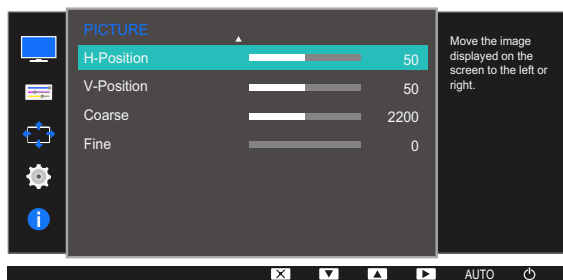 PICTURE
H-Position 50
V-Position 50
Coarse 2200
Fine 0
Move the image
displayed on the
screen to the left or
right.
AUTO